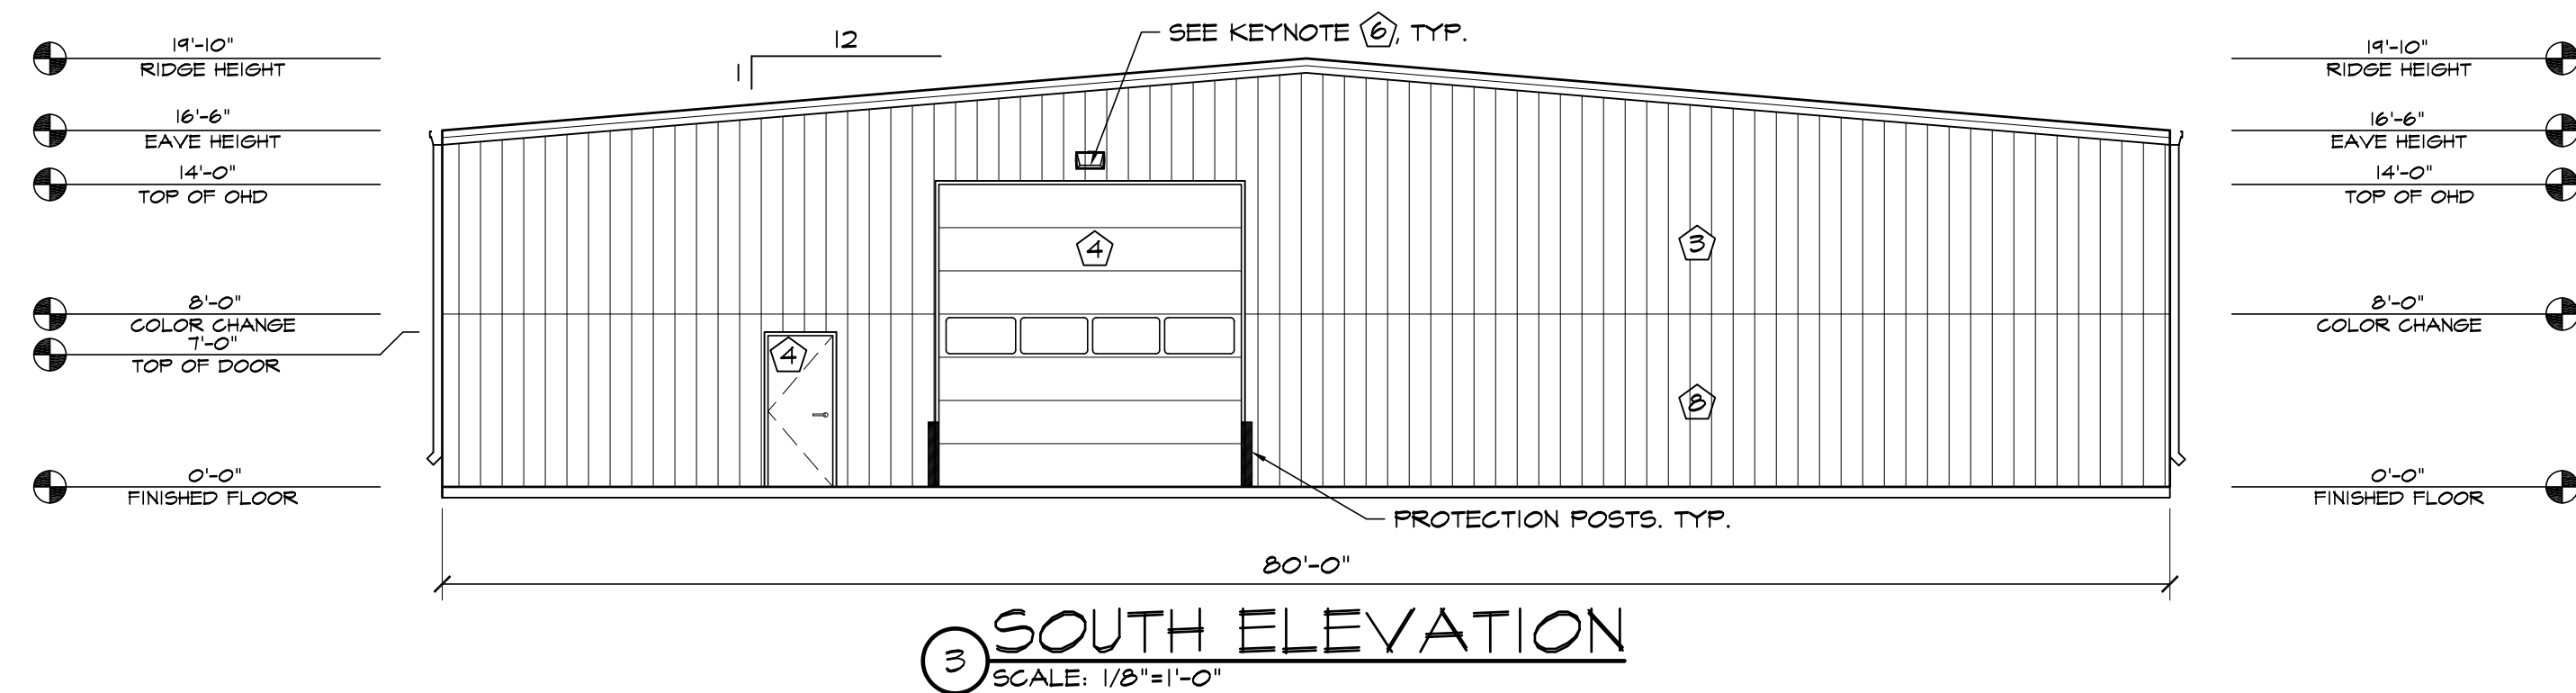 SEE KEYNOTE 6, TYP.
12
1
19'-10"
RIDGE HEIGHT
16'-6"
EAVE HEIGHT
14'-0"
TOP OF OHD
8'-0"
COLOR CHANGE
7'-0"
TOP OF DOOR
0'-0"
FINISHED FLOOR
4
4
3
8
19'-10"
RIDGE HEIGHT
16'-6"
EAVE HEIGHT
14'-0"
TOP OF OHD
8'-0"
COLOR CHANGE
0'-0"
FINISHED FLOOR
PROTECTION POSTS. TYP.
80'-0"
3 SOUTH ELEVATION
SCALE: 1/8"=1'-0"